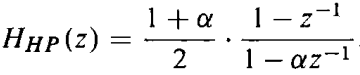 H_{HP}(z) = \frac{1 + \alpha}{2} \cdot \frac{1 - z^{-1}}{1 - \alpha z^{-1}}.